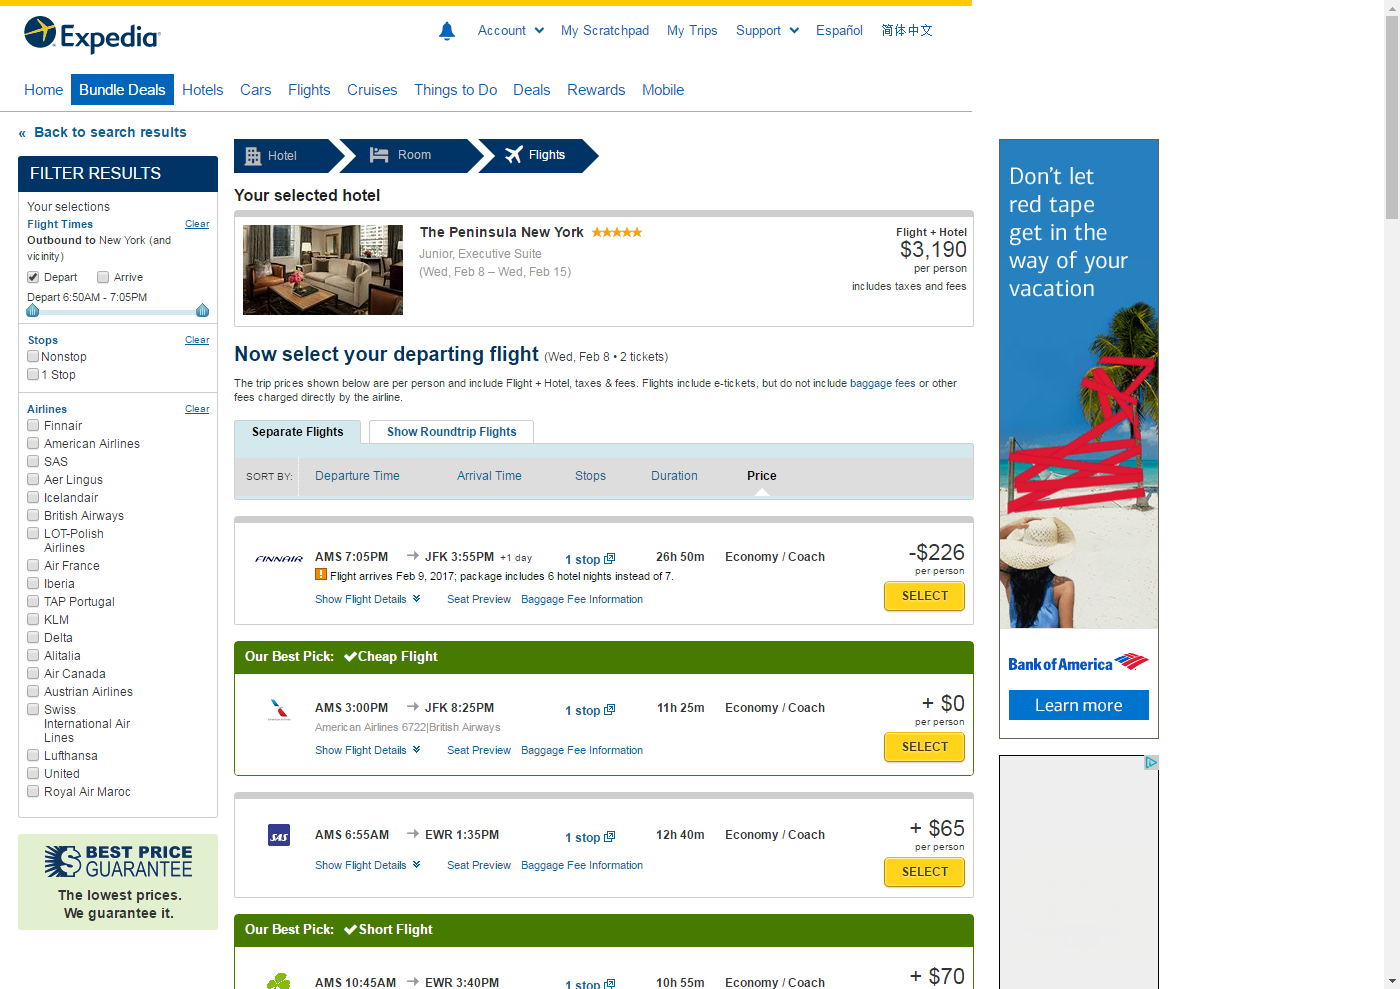 Expedia
Account
My Scratchpad
My Trips
Support
Español
简体中文
Home
Bundle Deals
Hotels
Cars
Flights
Cruises
Things to Do
Deals
Rewards
Mobile
« Back to search results
FILTER RESULTS
Your selections
Flight Times
Clear
Outbound to New York (and
vicinity)
Depart
Arrive
Depart 6:50AM - 7:05PM
Stops
Clear
Nonstop
1 Stop
Airlines
Clear
Finnair
American Airlines
SAS
Aer Lingus
Icelandair
British Airways
LOT-Polish
Airlines
Air France
Iberia
TAP Portugal
KLM
Delta
Alitalia
Air Canada
Austrian Airlines
Swiss
International Air
Lines
Lufthansa
United
Royal Air Maroc
BEST PRICE
GUARANTEE
The lowest prices.
We guarantee it.
Hotel
Room
Flights
Your selected hotel
The Peninsula New York
Junior, Executive Suite
(Wed, Feb 8 – Wed, Feb 15)
Flight + Hotel
$3,190
per person
includes taxes and fees
Now select your departing flight (Wed, Feb 8 • 2 tickets)
The trip prices shown below are per person and include Flight + Hotel, taxes & fees. Flights include e-tickets, but do not include baggage fees or other
fees charged directly by the airline.
Separate Flights
Show Roundtrip Flights
SORT BY:
Departure Time
Arrival Time
Stops
Duration
Price
FINNAIR
AMS 7:05PM → JFK 3:55PM +1 day
1 stop
26h 50m
Economy / Coach
-$226
per person
Flight arrives Feb 9, 2017; package includes 6 hotel nights instead of 7.
Show Flight Details
Seat Preview
Baggage Fee Information
SELECT
Our Best Pick: Cheap Flight
AMS 3:00PM → JFK 8:25PM
1 stop
11h 25m
Economy / Coach
+ $0
per person
American Airlines 6722|British Airways
Show Flight Details
Seat Preview
Baggage Fee Information
SELECT
SAS
AMS 6:55AM → EWR 1:35PM
1 stop
12h 40m
Economy / Coach
+ $65
per person
Show Flight Details
Seat Preview
Baggage Fee Information
SELECT
Our Best Pick: Short Flight
AMS 10:45AM → EWR 3:40PM
1 stop
10h 55m
Economy / Coach
+ $70
Don't let
red tape
get in the
way of your
vacation
Bank of America
Learn more